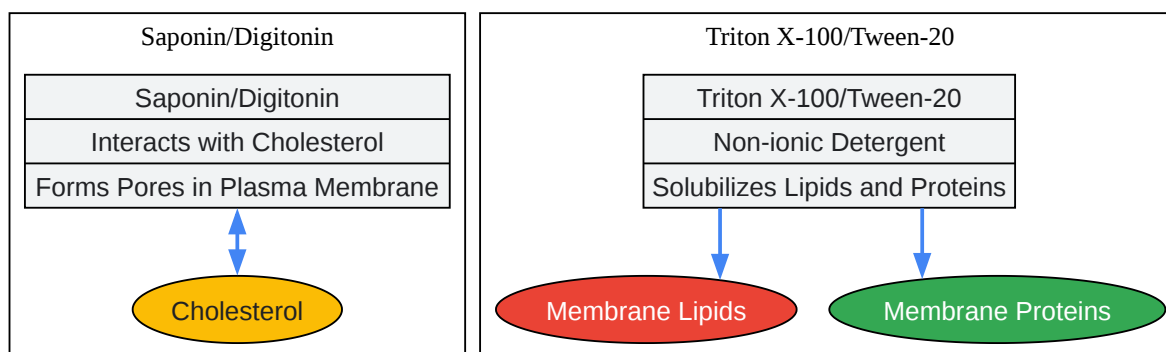 Saponin/Digitonin
Saponin/Digitonin
Interacts with Cholesterol
Forms Pores in Plasma Membrane
Cholesterol
Triton X-100/Tween-20
Triton X-100/Tween-20
Non-ionic Detergent
Solubilizes Lipids and Proteins
Membrane Lipids
Membrane Proteins